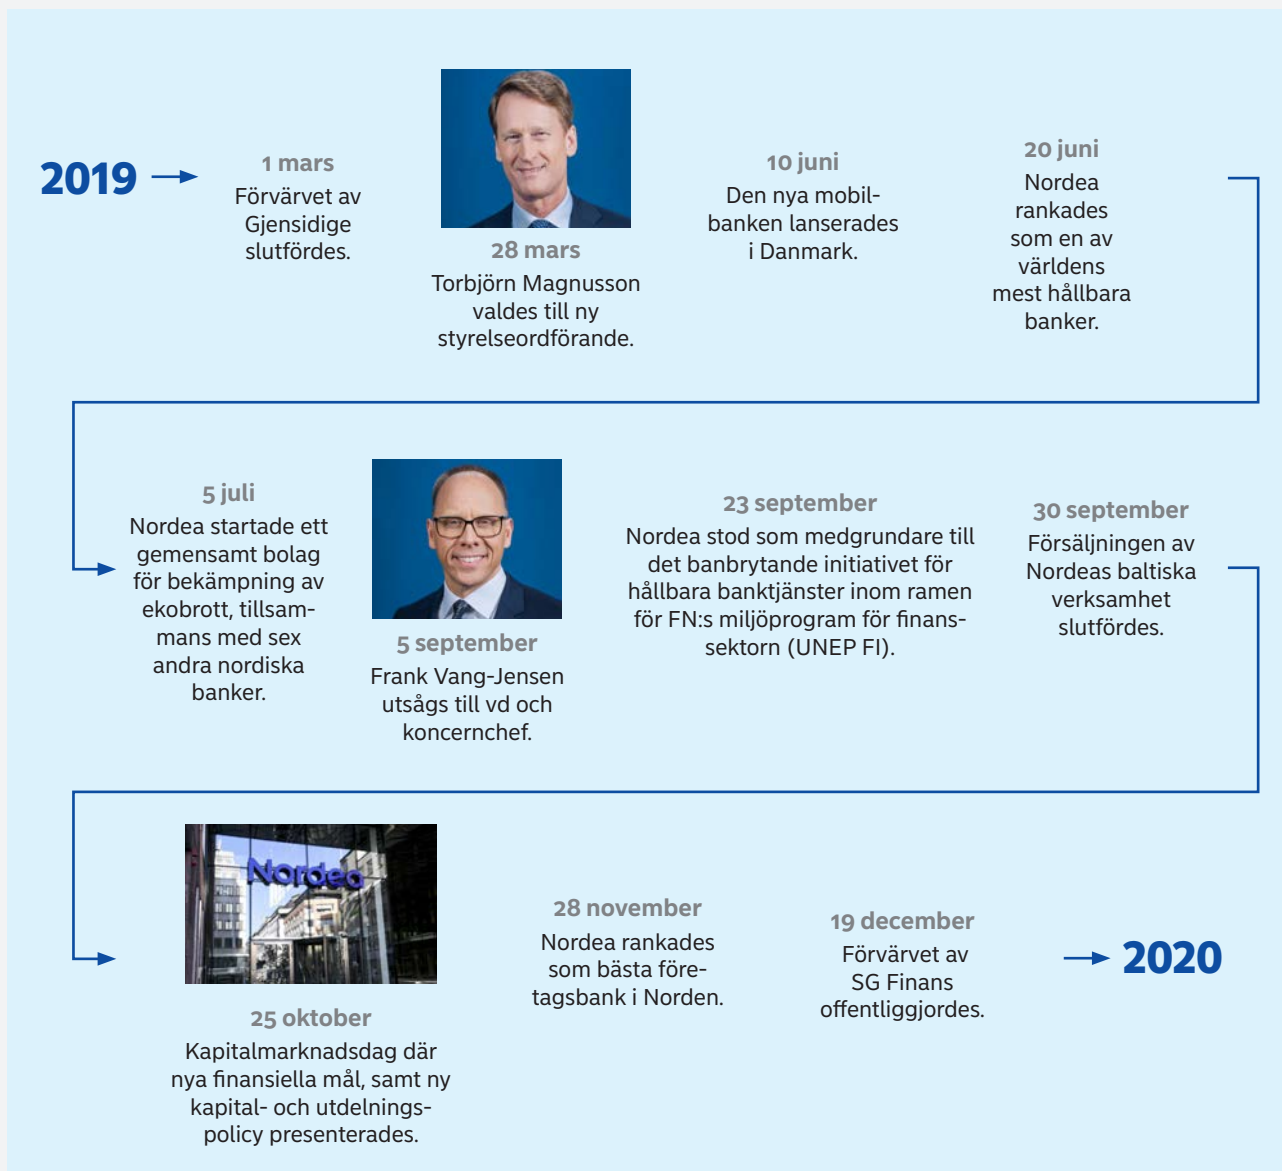 2019
1 mars
Förvärvet av
Gjensidige
slutfördes.
28 mars
Torbjörn Magnusson
valdes till ny
styrelseordförande.
10 juni
Den nya mobil-
banken lanserades
i Danmark.
20 juni
Nordea
rankades
som en av
världens
mest hållbara
banker.
5 juli
Nordea startade ett
gemensamt bolag
för bekämpning av
ekobrott, tillsam-
mans med sex
andra nordiska
banker.
5 september
Frank Vang-Jensen
utsågs till vd och
koncernchef.
23 september
Nordea stod som medgrundare till
det banbrytande initiativet för
hållbara banktjänster inom ramen
för FN:s miljöprogram för finans-
sektorn (UNEP FI).
30 september
Försäljningen av
Nordeas baltiska
verksamhet
slutfördes.
Nordea
25 oktober
Kapitalmarknadsdag där
nya finansiella mål, samt ny
kapital- och utdelnings-
policy presenterades.
28 november
Nordea rankades
som bästa före-
tagsbank i Norden.
19 december
Förvärvet av
SG Finans
offentliggjordes.
2020